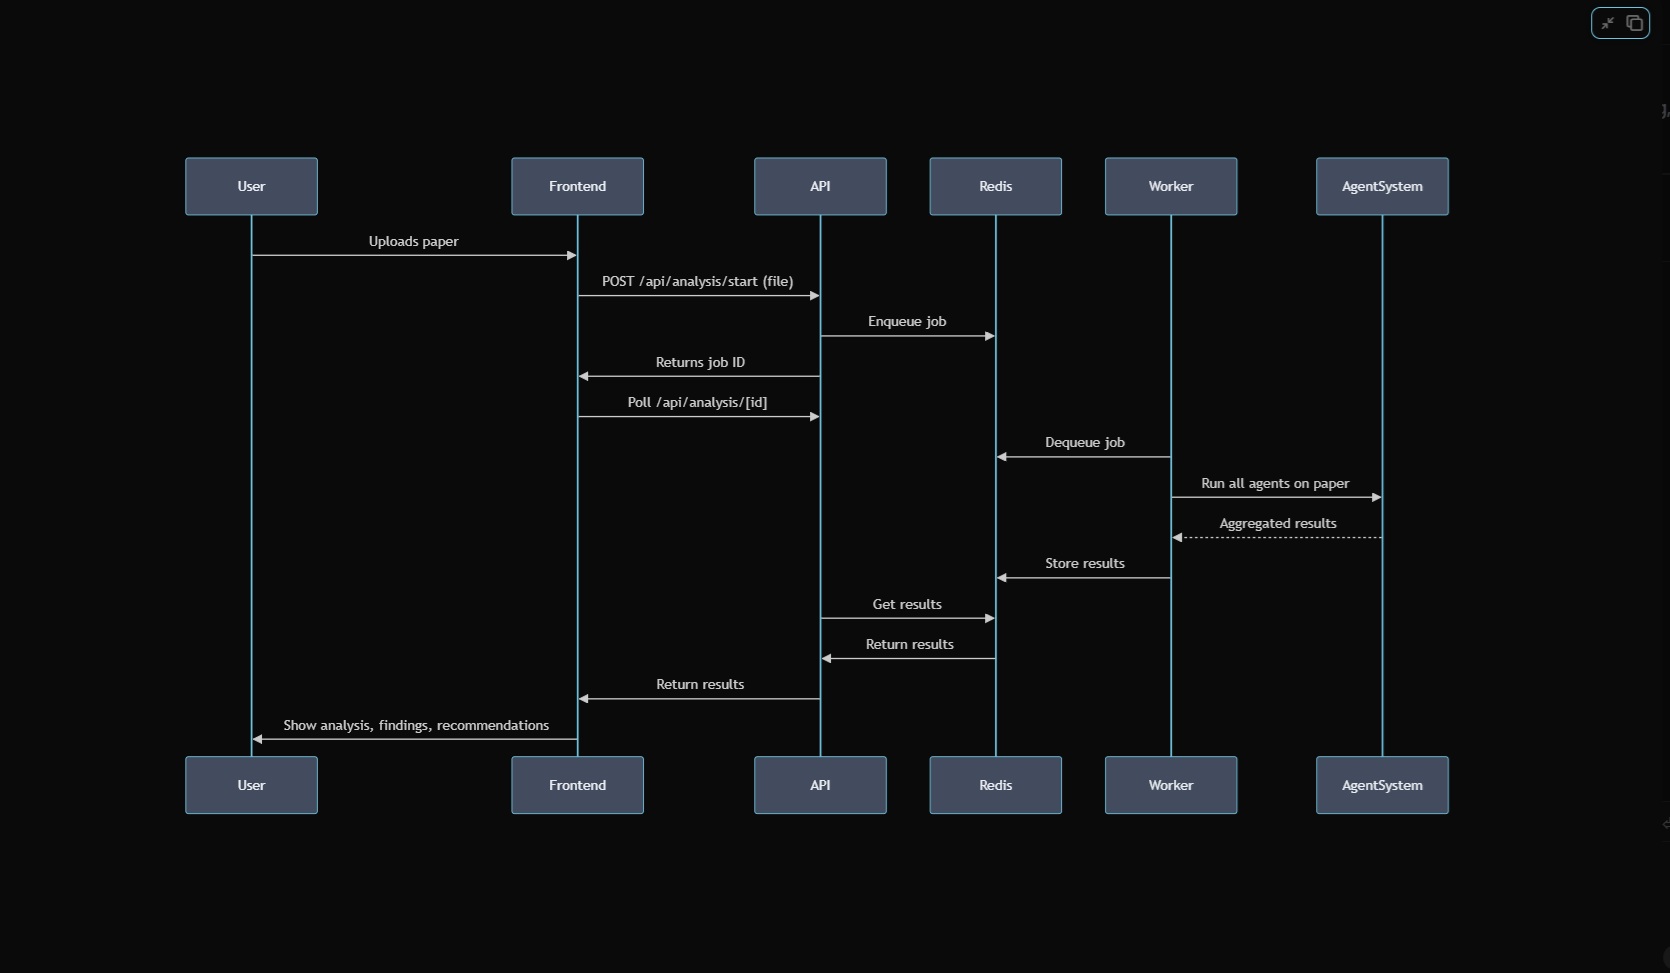 User
Frontend
API
Redis
Worker
AgentSystem
Uploads paper
POST /api/analysis/start (file)
Enqueue job
Returns job ID
Poll /api/analysis/[id]
Dequeue job
Run all agents on paper
Aggregated results
Store results
Get results
Return results
Return results
Show analysis, findings, recommendations
User
Frontend
API
Redis
Worker
AgentSystem